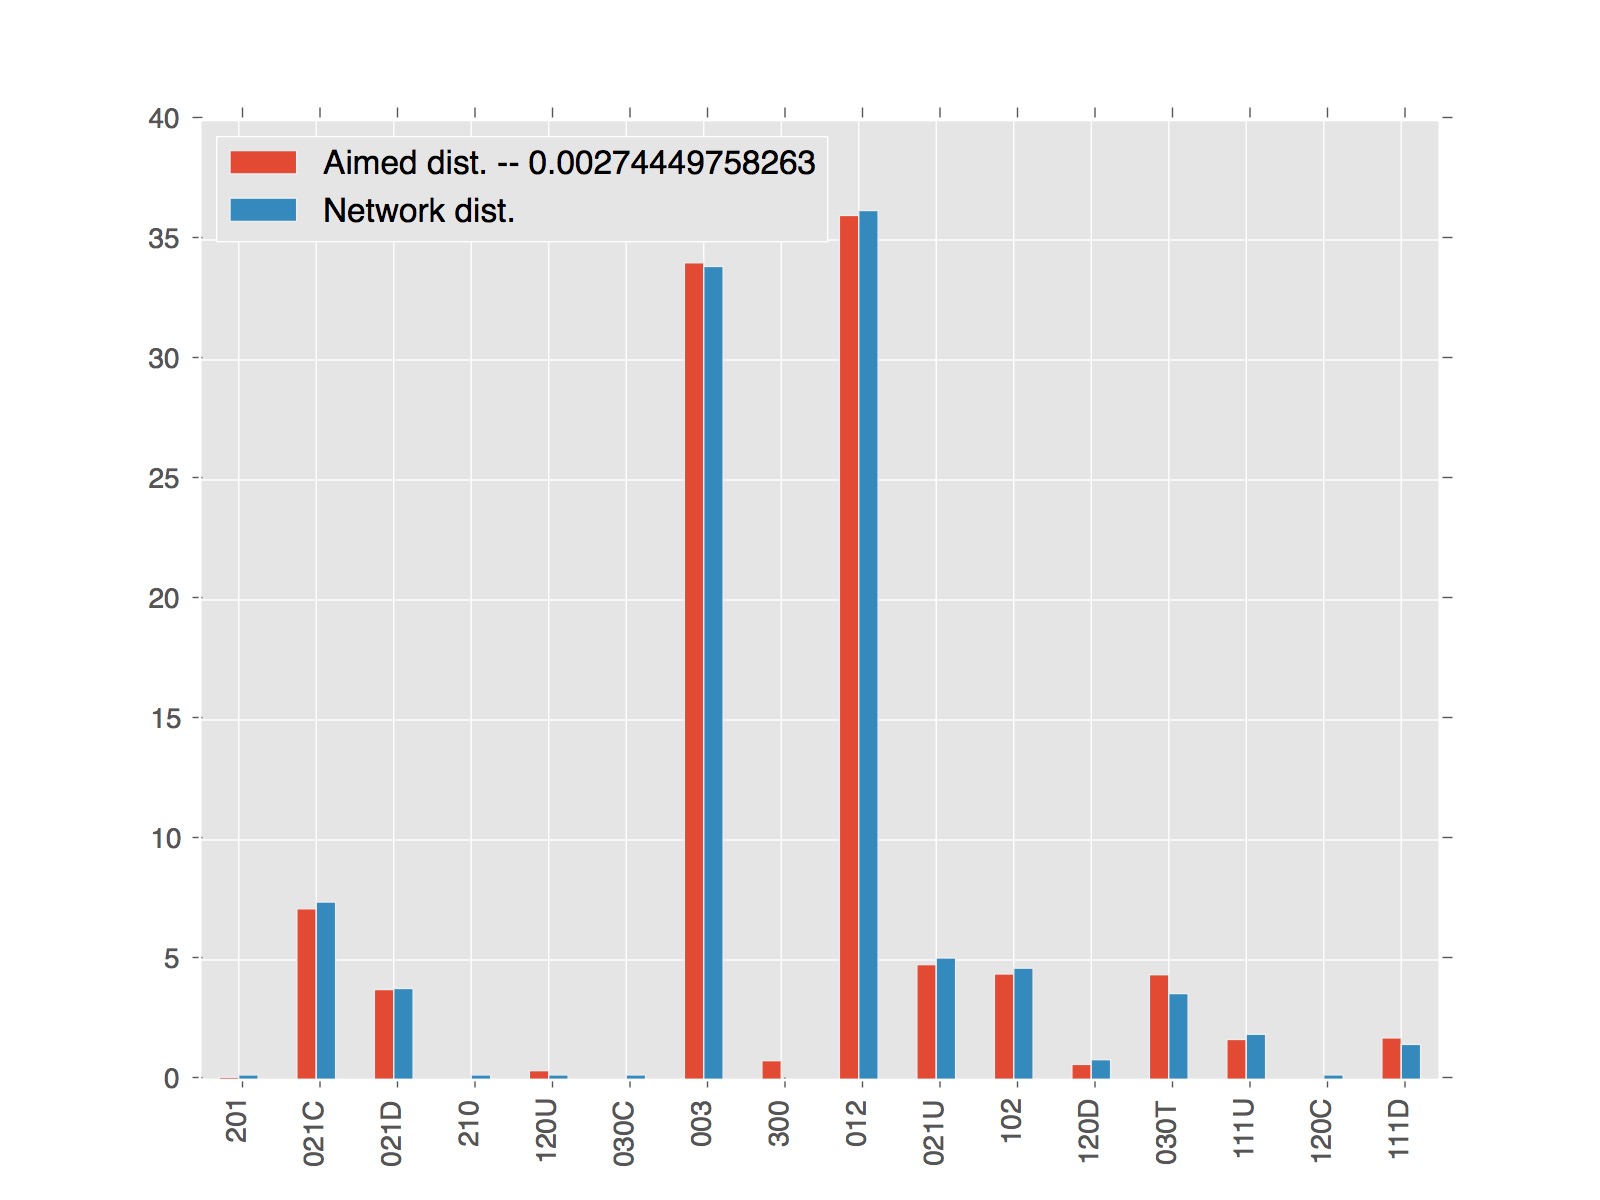 Aimed dist. -- 0.00274449758263
Network dist.
40
35
30
25
20
15
10
5
0
201
021C
021D
210
120U
030C
003
300
012
021U
102
120D
030T
111U
120C
111D